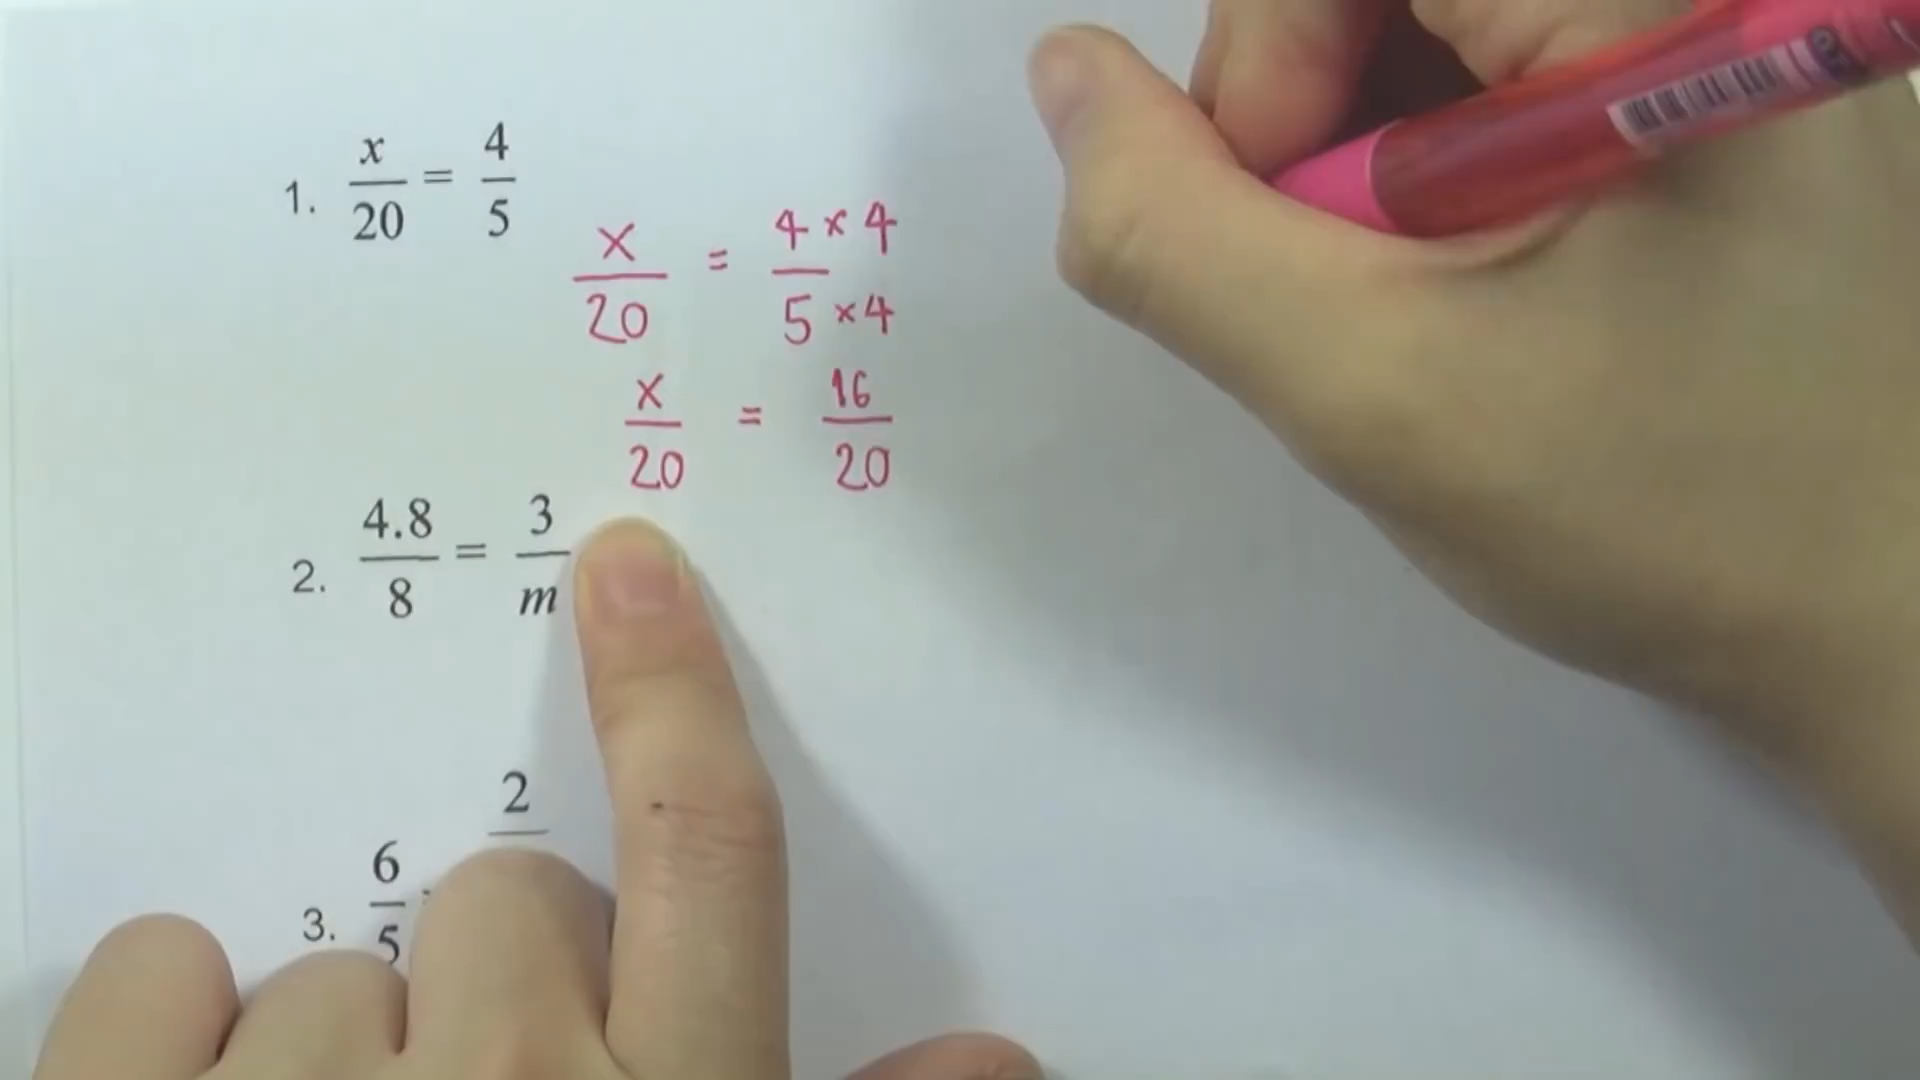 1. x/20 = 4/5
x/20 = 4 × 4/5 × 4
x/20 = 16/20
2. 4.8/8 = 3/m
2
3. 6/5